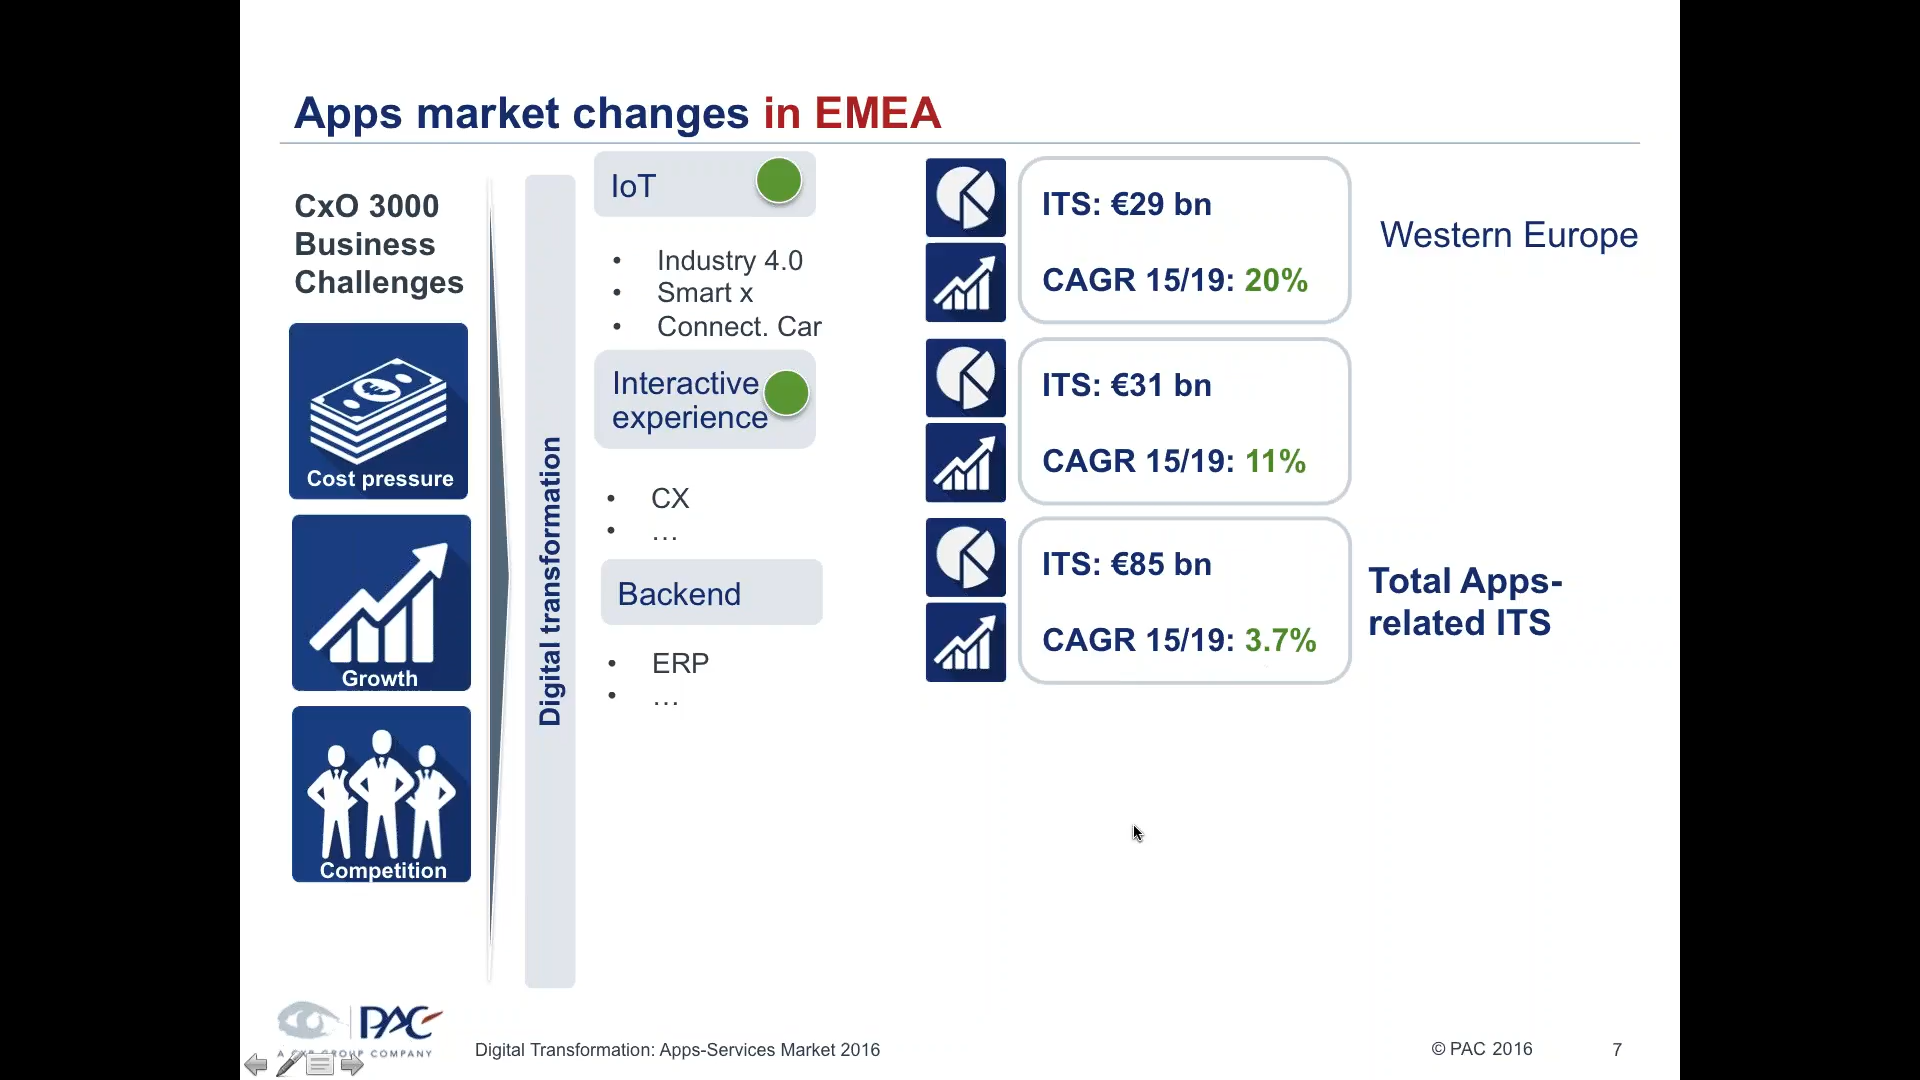 Apps market changes in EMEA
CxO 3000
Business
Challenges
Cost pressure
Growth
Competition
Digital transformation
IoT
• Industry 4.0
• Smart x
• Connect. Car
Interactive
experience
• CX
• …
Backend
• ERP
• …
ITS: €29 bn
CAGR 15/19: 20%
Western Europe
ITS: €31 bn
CAGR 15/19: 11%
ITS: €85 bn
CAGR 15/19: 3.7%
Total Apps-
related ITS
PAC
A CXP GROUP COMPANY
Digital Transformation: Apps-Services Market 2016
© PAC 2016
7